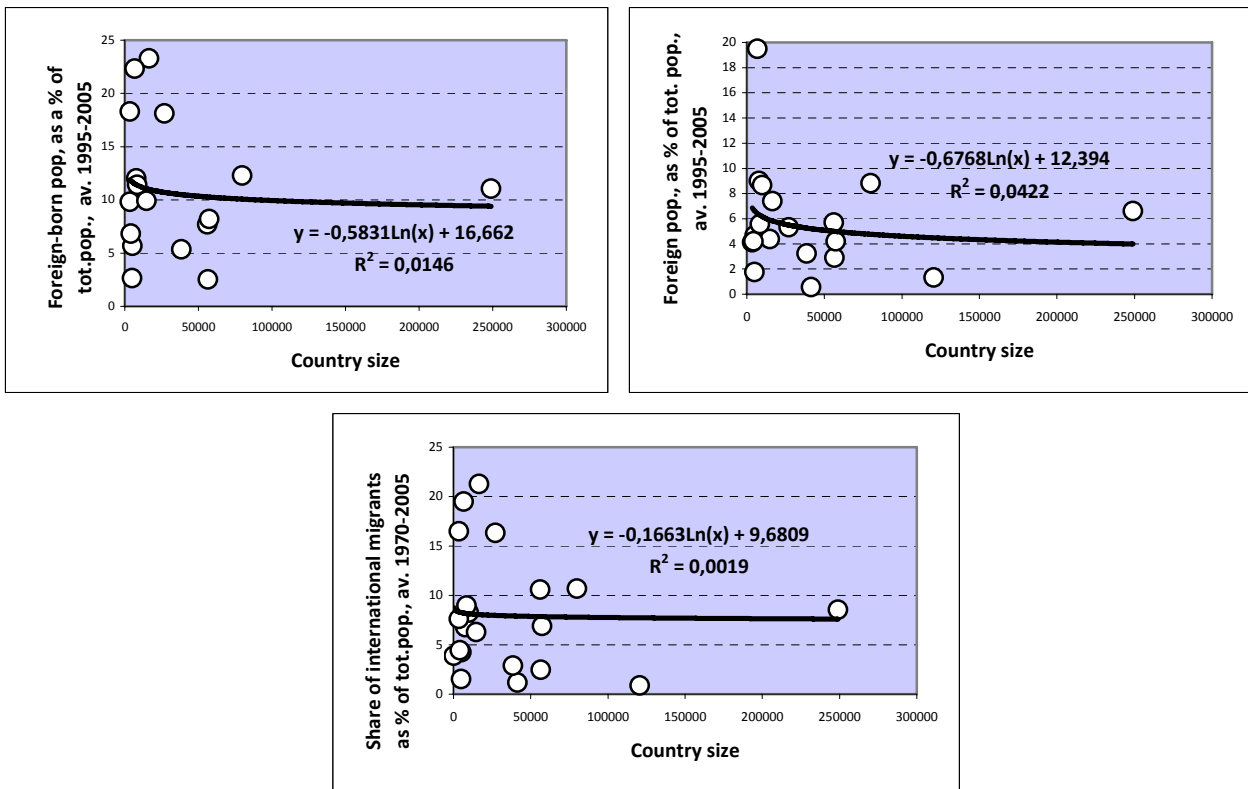 Foreign-born pop, as a % of
tot.pop., av. 1995-2005
25
20
15
10
5
0
y = -0,5831Ln(x) + 16,662
R² = 0,0146
0 50000 100000 150000 200000 250000 300000
Country size
Foreign pop., as % of tot. pop.,
av. 1995-2005
20
18
16
14
12
10
8
6
4
2
0
y = -0,6768Ln(x) + 12,394
R² = 0,0422
0 50000 100000 150000 200000 250000 300000
Country size
Share of international migrants
as % of tot.pop., av. 1970-2005
25
20
15
10
5
0
y = -0,1663Ln(x) + 9,6809
R² = 0,0019
0 50000 100000 150000 200000 250000 300000
Country size